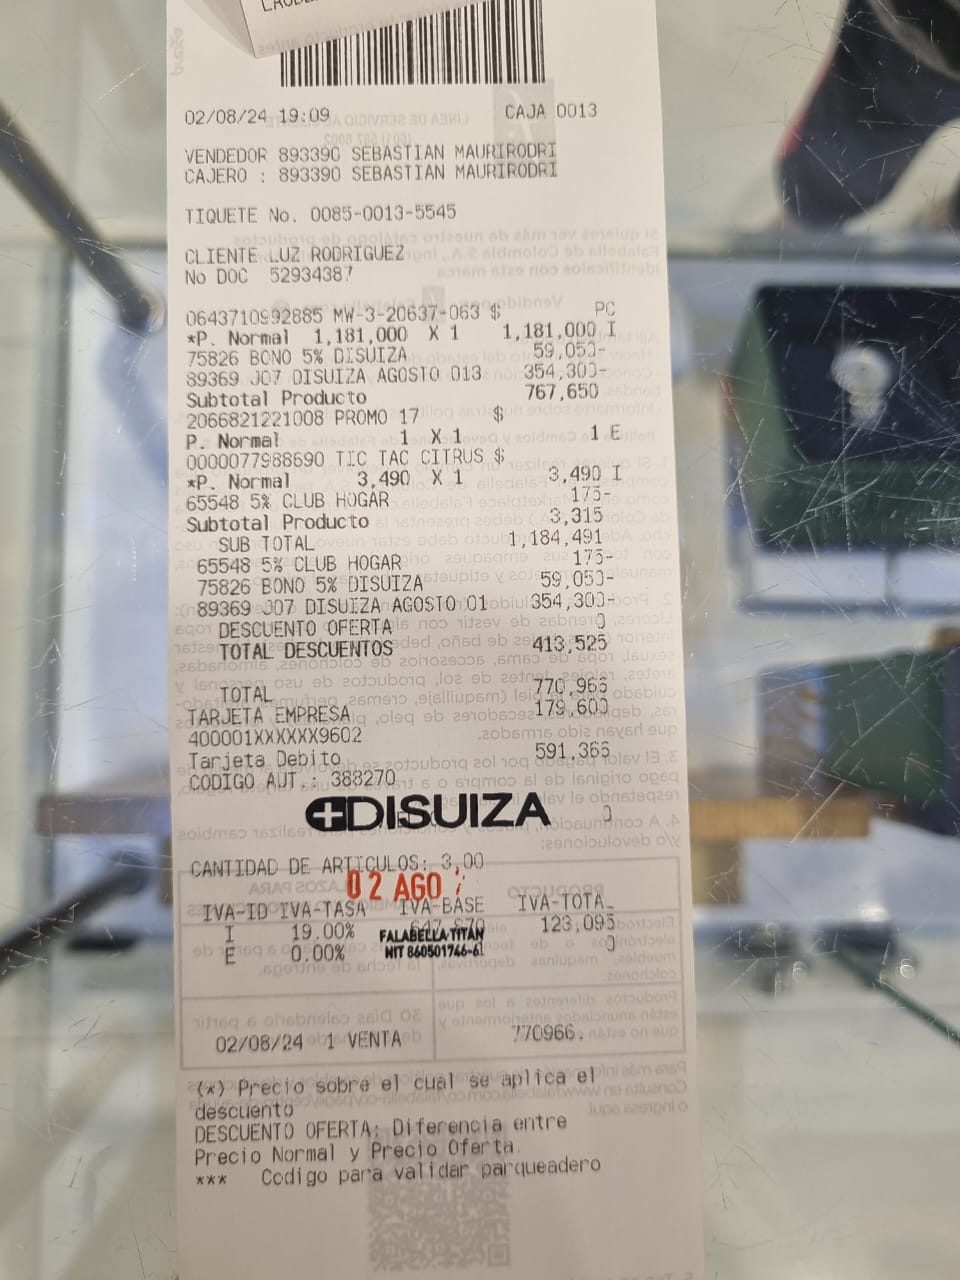 02/08/24 19:09 CAJA 0013
VENDEDOR 893390 SEBASTIAN MAURIRODRI
CAJERO : 893390 SEBASTIAN MAURIRODRI
TIQUETE No. 0085-0013-5545
CLIENTE LUZ RODRIGUEZ
No DOC 52934387
0643710992885 MW-3-20637-063 $ PC
*P. Normal 1,181,000 X 1 1,181,000 I
75826 BONO 5% DISUIZA 59,050-
89369 J07 DISUIZA AGOSTO 013 354,300-
Subtotal Producto 767,650
2066821221008 PROMO 17 $
P. Normal 1 X 1 1 E
0000077988690 TIC TAC CITRUS $
*P. Normal 3,490 X 1 3,490 I
65548 5% CLUB HOGAR 175-
Subtotal Producto 3,315
SUB TOTAL 1,184,491
65548 5% CLUB HOGAR 175-
75826 BONO 5% DISUIZA 59,050-
89369 J07 DISUIZA AGOSTO 01 354,300-
DESCUENTO OFERTA 0
TOTAL DESCUENTOS 413,525
TOTAL 770,966
TARJETA EMPRESA 179,600
400001XXXXXX9602
Tarjeta Debito 591,366
CODIGO AUT.: 388270
DISUIZA 0
CANTIDAD DE ARTICULOS: 3,00
02 AGO
IVA-ID IVA-TASA IVA-BASE IVA-TOTA_
I 19.00% 123,095
E 0.00% 0
FALABELLA TITAN
NIT 860501746-6
02/08/24 1 VENTA 770966.
(*) Precio sobre el cual se aplica el
descuento
DESCUENTO OFERTA: Diferencia entre
Precio Normal y Precio Oferta.
*** Codigo para validar parqueadero